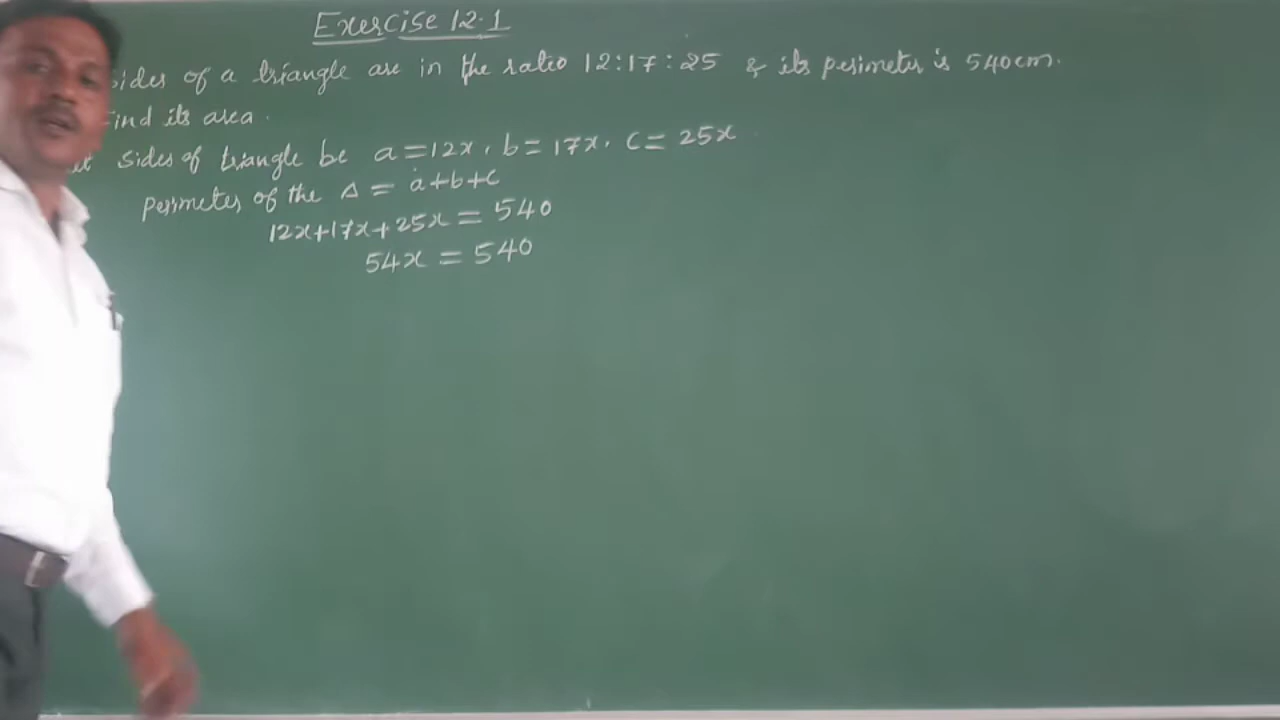 Exercise 12.1
sides of a triangle are in the ratio 12:17:25 & its perimeter is 540cm.
find its area.
sides of triangle be a=12x, b=17x, c=25x
perimeter of the Δ = a+b+c
12x+17x+25x = 540
54x = 540